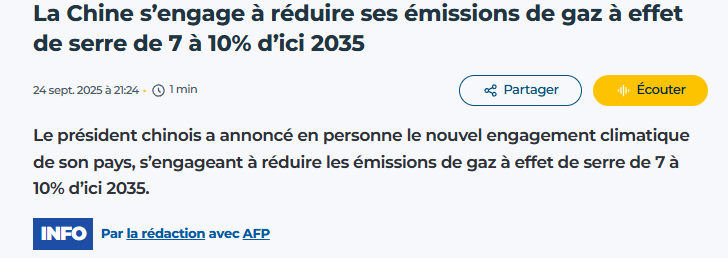 La Chine s’engage à réduire ses émissions de gaz à effet
de serre de 7 à 10% d’ici 2035
24 sept. 2025 à 21:24 · 1 min
Partager
Écouter
Le président chinois a annoncé en personne le nouvel engagement climatique
de son pays, s’engageant à réduire les émissions de gaz à effet de serre de 7 à
10% d’ici 2035.
INFO
Par la rédaction avec AFP